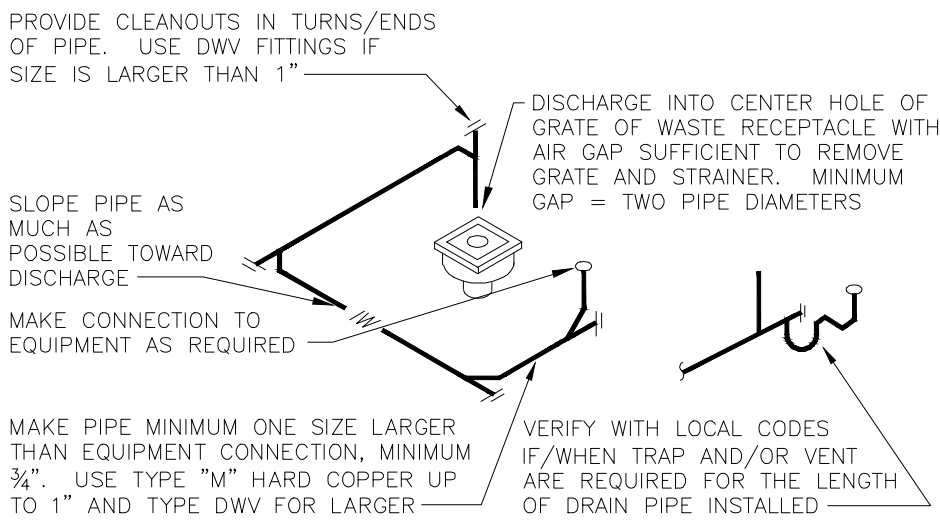 PROVIDE CLEANOUTS IN TURNS/ENDS
OF PIPE. USE DWV FITTINGS IF
SIZE IS LARGER THAN 1"
DISCHARGE INTO CENTER HOLE OF
GRATE OF WASTE RECEPTACLE WITH
AIR GAP SUFFICIENT TO REMOVE
GRATE AND STRAINER. MINIMUM
GAP = TWO PIPE DIAMETERS
SLOPE PIPE AS
MUCH AS
POSSIBLE TOWARD
DISCHARGE
MAKE CONNECTION TO
EQUIPMENT AS REQUIRED
MAKE PIPE MINIMUM ONE SIZE LARGER
THAN EQUIPMENT CONNECTION, MINIMUM
¾". USE TYPE "M" HARD COPPER UP
TO 1" AND TYPE DWV FOR LARGER
VERIFY WITH LOCAL CODES
IF/WHEN TRAP AND/OR VENT
ARE REQUIRED FOR THE LENGTH
OF DRAIN PIPE INSTALLED